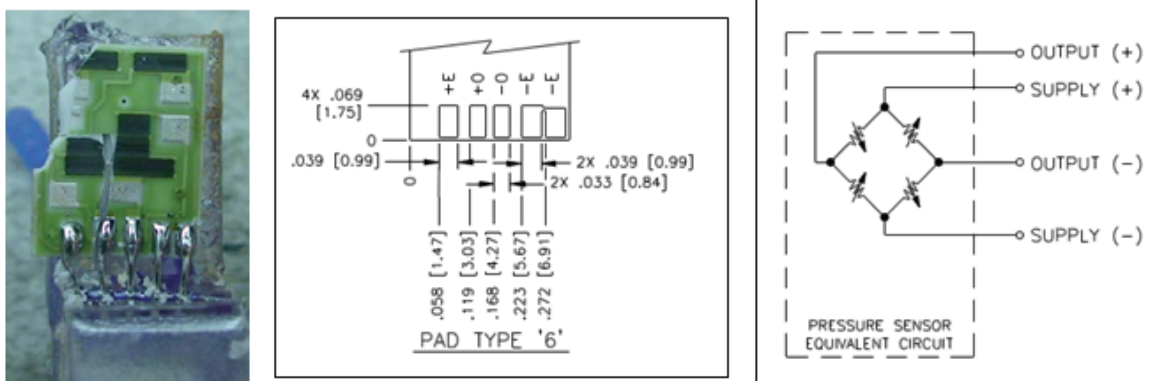 +E
+O
-O
-E
-E
4X .069
[1.75]
0
.039 [0.99]
2X .039 [0.99]
2X .033 [0.84]
0
.058 [1.47]
.119 [3.03]
.168 [4.27]
.223 [5.67]
.272 [6.91]
PAD TYPE '6'
OUTPUT (+)
SUPPLY (+)
OUTPUT (-)
SUPPLY (-)
PRESSURE SENSOR
EQUIVALENT CIRCUIT